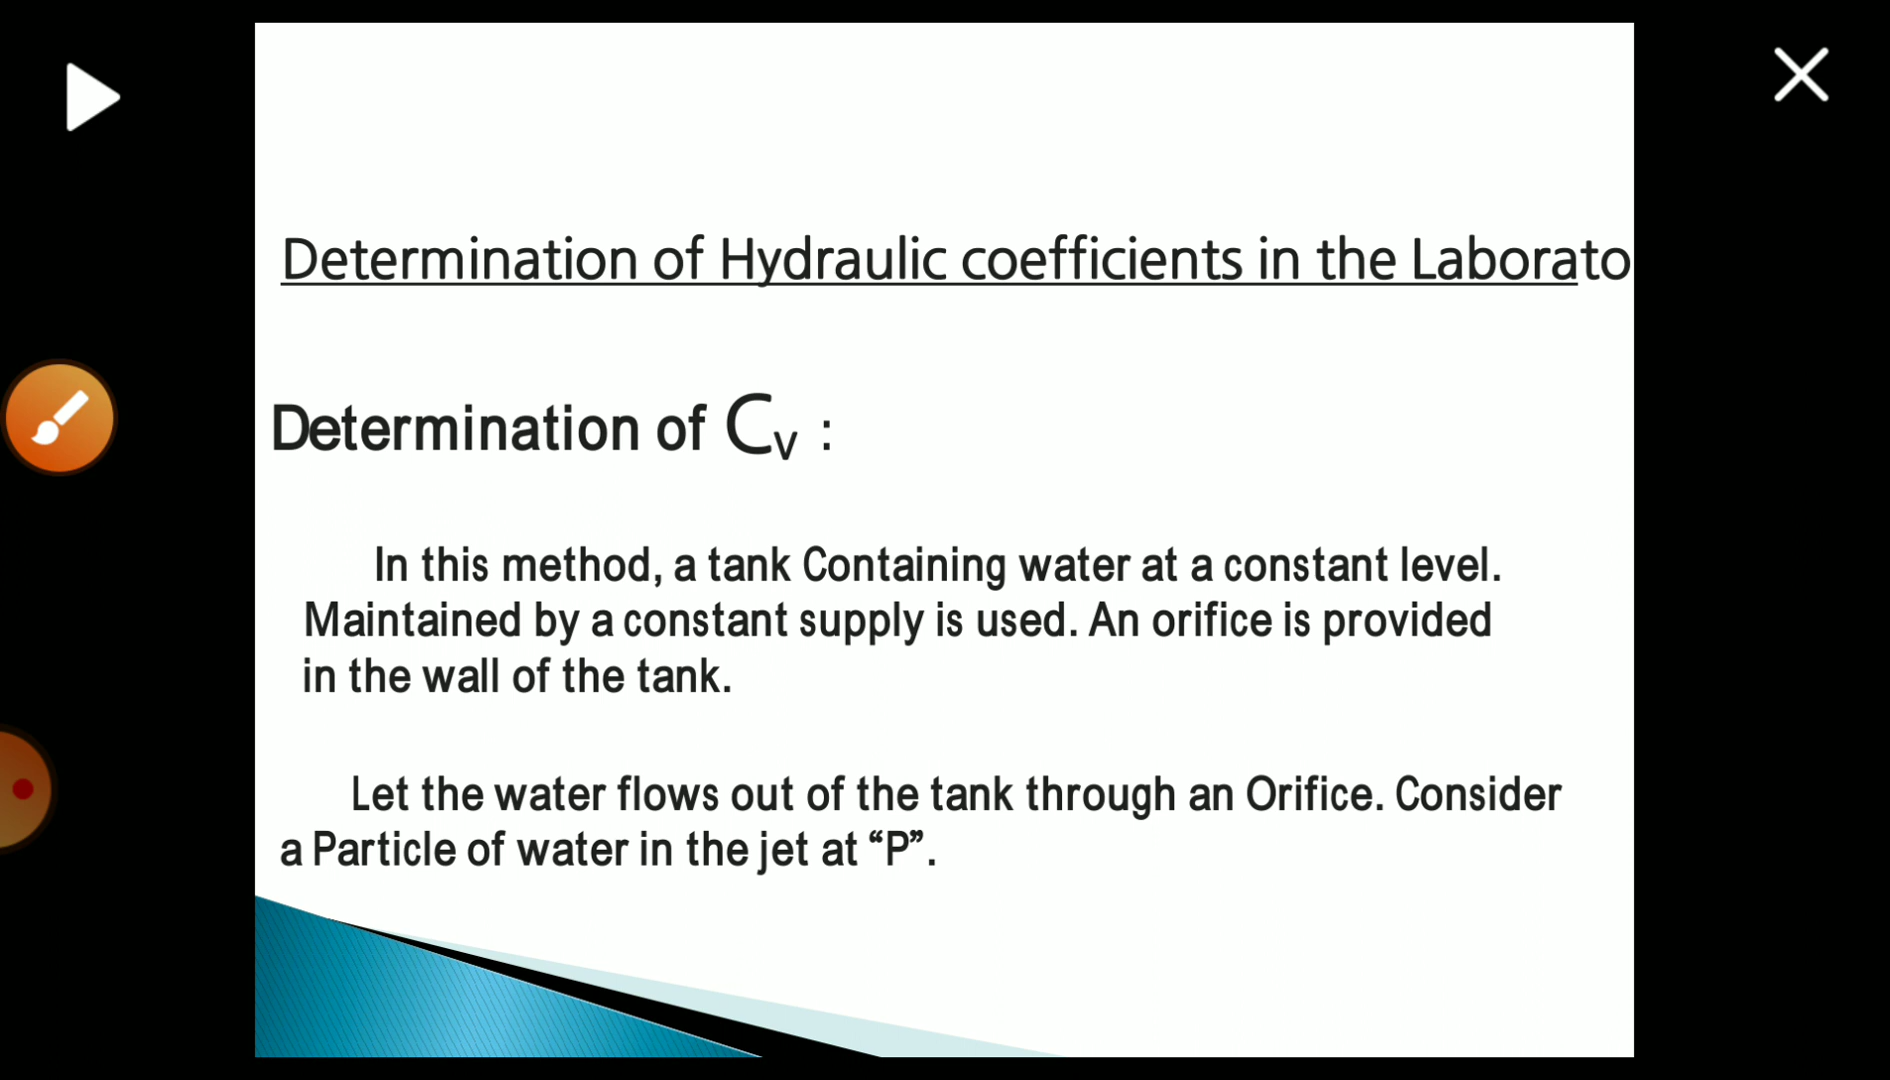 Determination of Hydraulic coefficients in the Laborato
Determination of Cv :
In this method, a tank Containing water at a constant level.
Maintained by a constant supply is used. An orifice is provided
in the wall of the tank.
Let the water flows out of the tank through an Orifice. Consider
a Particle of water in the jet at “P”.